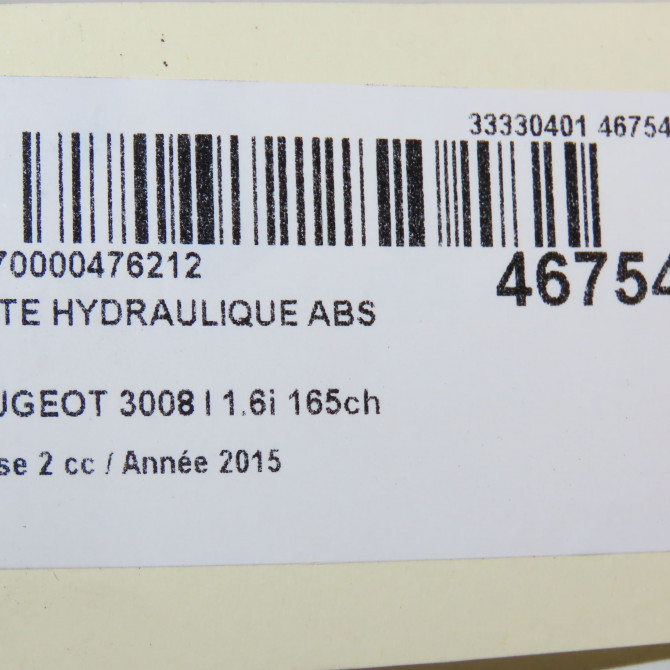 33330401 46754
70000476212
46754
TE HYDRAULIQUE ABS
UGEOT 3008 I 1.6i 165ch
se 2 cc / Année 2015